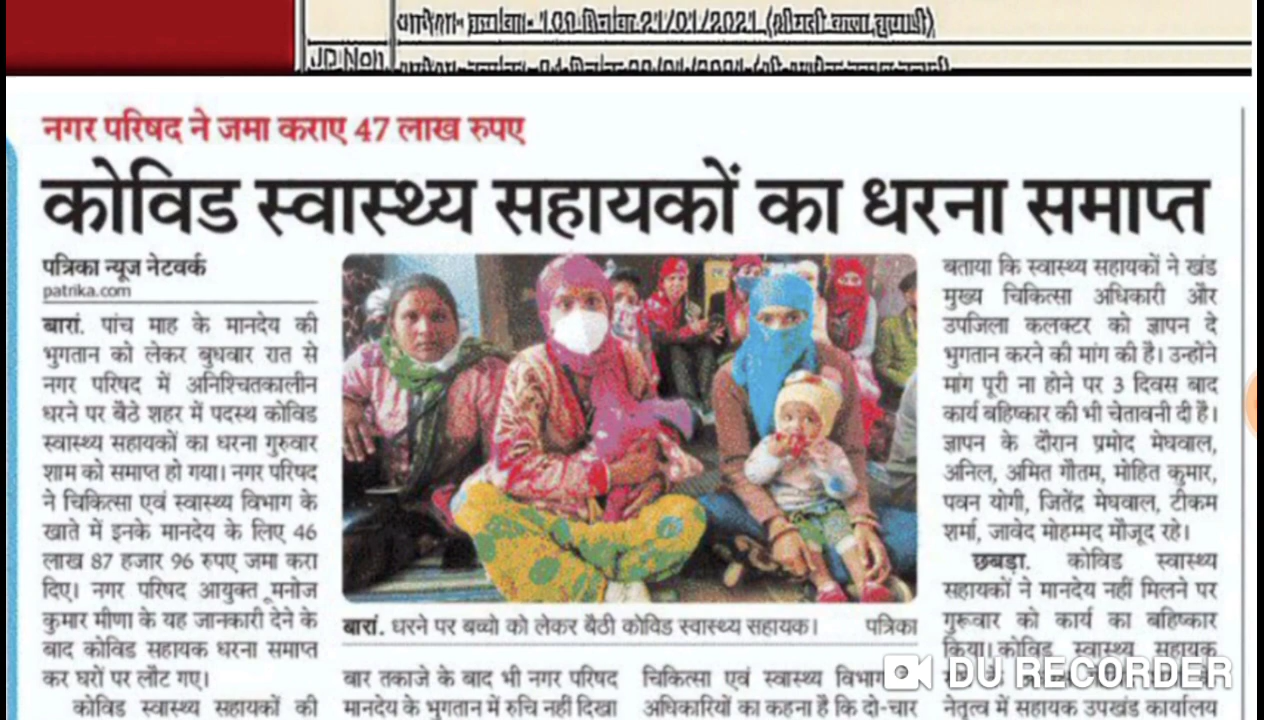 21/01/2021
JD Non
नगर परिषद ने जमा कराए 47 लाख रुपए
कोविड स्वास्थ्य सहायकों का धरना समाप्त
पत्रिका न्यूज नेटवर्क
patrika.com
बारां. पांच माह के मानदेय की
भुगतान को लेकर बुधवार रात से
नगर परिषद में अनिश्चितकालीन
धरने पर बैठे शहर में पदस्थ कोविड
स्वास्थ्य सहायकों का धरना गुरुवार
शाम को समाप्त हो गया। नगर परिषद
ने चिकित्सा एवं स्वास्थ्य विभाग के
खाते में इनके मानदेय के लिए 46
लाख 87 हजार 96 रुपए जमा करा
दिए। नगर परिषद आयुक्त मनोज
कुमार मीणा के यह जानकारी देने के
बाद कोविड सहायक धरना समाप्त
कर घरों पर लौट गए।
कोविड स्वास्थ्य सहायकों की
बारां. धरने पर बच्चो को लेकर बैठी कोविड स्वास्थ्य सहायक। पत्रिका
बार तकाजे के बाद भी नगर परिषद
मानदेय के भुगतान में रुचि नहीं दिखा
चिकित्सा एवं स्वास्थ्य विभाग
अधिकारियों का कहना है कि दो-चार
बताया कि स्वास्थ्य सहायकों ने खंड
मुख्य चिकित्सा अधिकारी और
उपजिला कलक्टर को ज्ञापन दे
भुगतान करने की मांग की है। उन्होंने
मांग पूरी ना होने पर 3 दिवस बाद
कार्य बहिष्कार की भी चेतावनी दी है।
ज्ञापन के दौरान प्रमोद मेघवाल,
अनिल, अमित गौतम, मोहित कुमार,
पवन योगी, जितेंद्र मेघवाल, टीकम
शर्मा, जावेद मोहम्मद मौजूद रहे।
छबड़ा. कोविड स्वास्थ्य
सहायकों ने मानदेय नहीं मिलने पर
गुरूवार को कार्य का बहिष्कार
किया। कोविड स्वास्थ्य सहायक
नेतृत्व में सहायक उपखंड कार्यालय
DU RECORDER